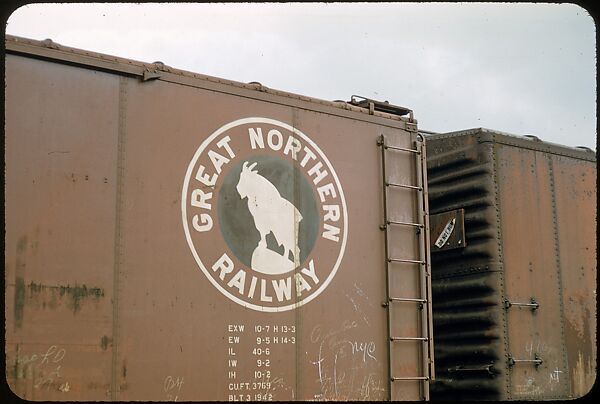 GREAT NORTHERN
RAILWAY
EXW 10-7 H 13-3
EW 9-5 H 14-3
IL 40-6
IW 9-2
IH 10-2
CU.FT. 3769
BLT. 3 1942